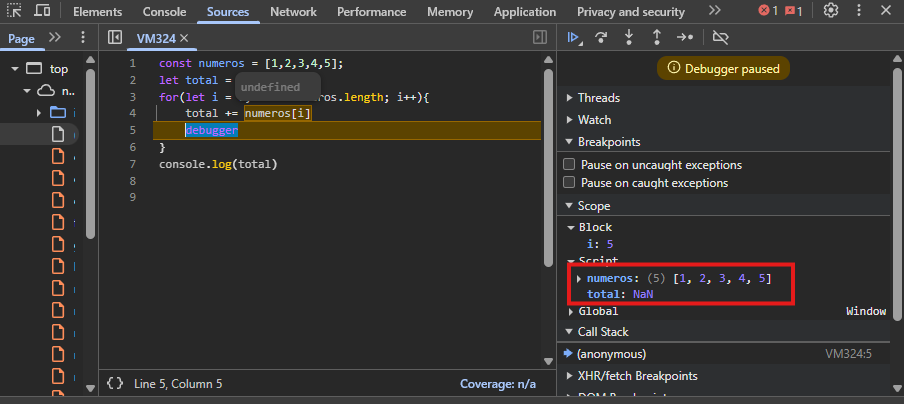 Elements Console Sources Network Performance Memory Application Privacy and security 1 1
Page VM324
top
n..
1 const numeros = [1,2,3,4,5];
2 let total =
undefined
3 for(let i = ros.length; i++){
4 total += numeros[i]
5 debugger
6 }
7 console.log(total)
8
9
{} Line 5, Column 5 Coverage: n/a
Debugger paused
Threads
Watch
Breakpoints
Pause on uncaught exceptions
Pause on caught exceptions
Scope
Block
i: 5
Script
numeros: (5) [1, 2, 3, 4, 5]
total: NaN
Global Window
Call Stack
(anonymous) VM324:5
XHR/fetch Breakpoints
DOM Breakpoints